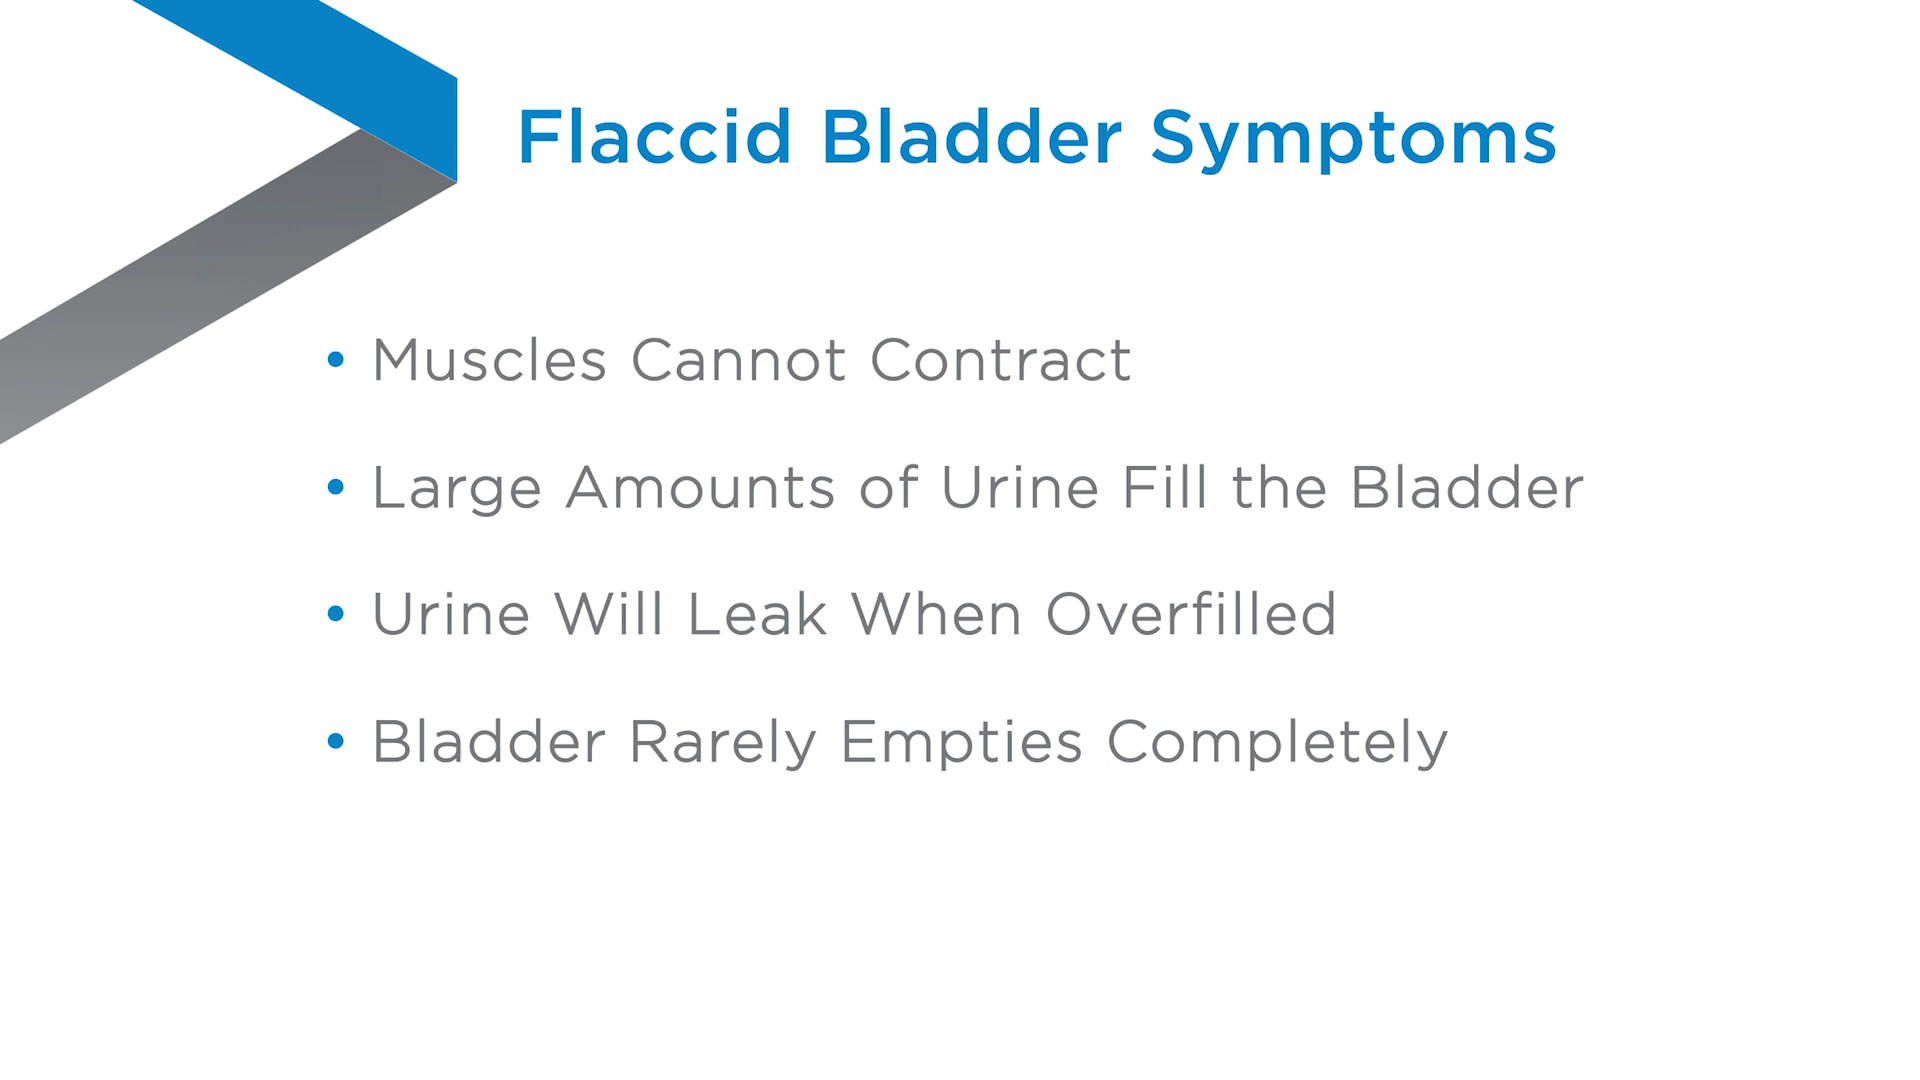 Flaccid Bladder Symptoms
• Muscles Cannot Contract
• Large Amounts of Urine Fill the Bladder
• Urine Will Leak When Overfilled
• Bladder Rarely Empties Completely